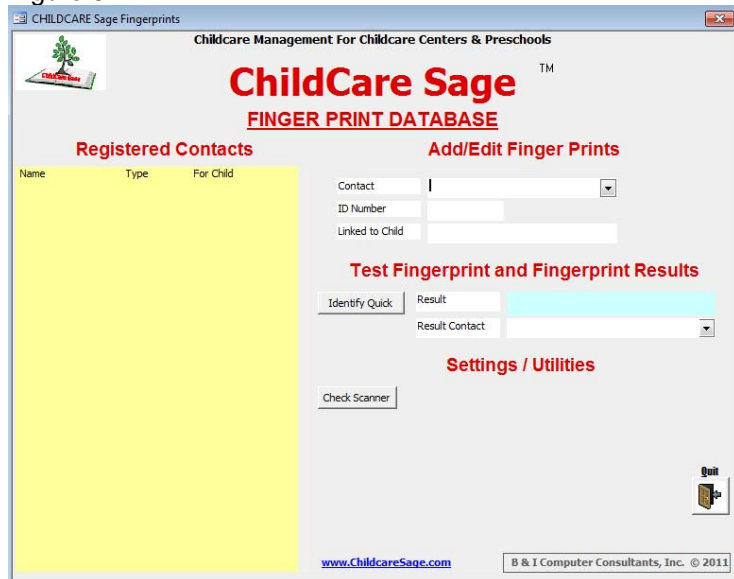 CHILDCARE Sage Fingerprints
Childcare Management For Childcare Centers & Preschools
ChildCare Sage TM
FINGER PRINT DATABASE
Registered Contacts
Name Type For Child
Add/Edit Finger Prints
Contact
ID Number
Linked to Child
Test Fingerprint and Fingerprint Results
Identify Quick
Result
Result Contact
Settings / Utilities
Check Scanner
Quit
www.ChildcareSage.com
B & I Computer Consultants, Inc. © 2011